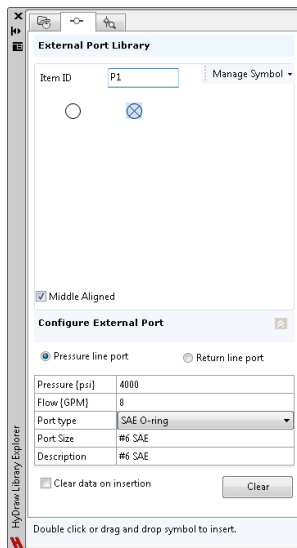 External Port Library
Item ID
P1
Manage Symbol
Middle Aligned
Configure External Port
Pressure line port
Return line port
Pressure {psi} 4000
Flow {GPM} 8
Port type SAE O-ring
Port Size #6 SAE
Description #6 SAE
Clear data on insertion
Clear
Double click or drag and drop symbol to insert.
HyDraw Library Explorer